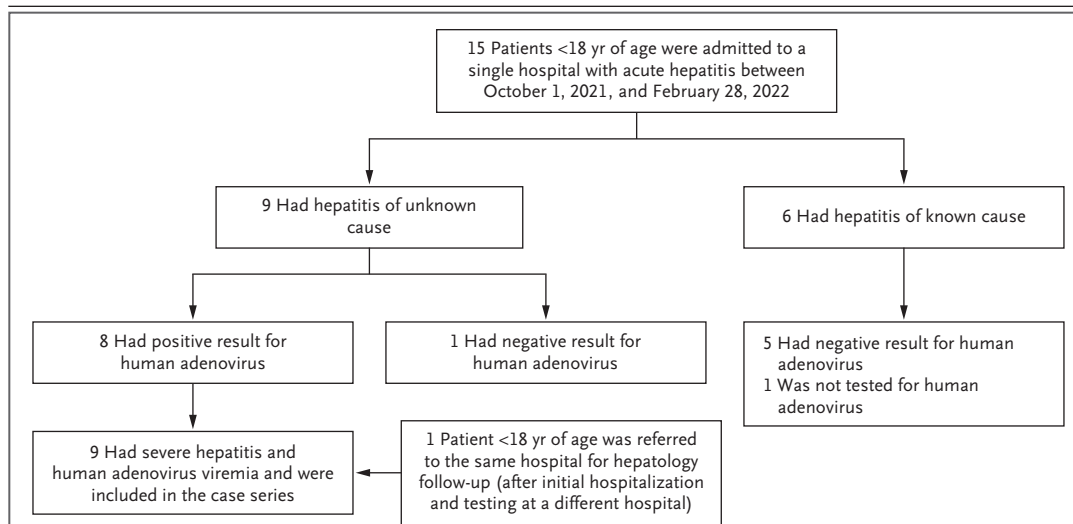 15 Patients <18 yr of age were admitted to a
single hospital with acute hepatitis between
October 1, 2021, and February 28, 2022
9 Had hepatitis of unknown
cause
6 Had hepatitis of known cause
8 Had positive result for
human adenovirus
1 Had negative result for
human adenovirus
5 Had negative result for human
adenovirus
1 Was not tested for human
adenovirus
9 Had severe hepatitis and
human adenovirus viremia and were
included in the case series
1 Patient <18 yr of age was referred
to the same hospital for hepatology
follow-up (after initial hospitalization
and testing at a different hospital)